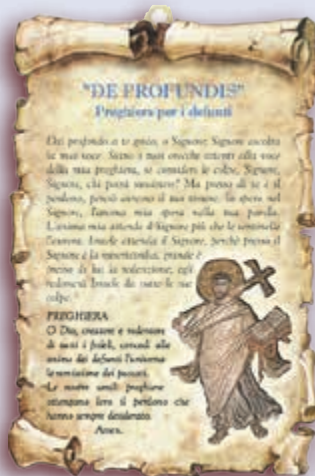 "DE PROFUNDIS"
Preghiera per i defunti
Dal profondo a te grido, o Signore; Signore ascolta
la mia voce. Siano i tuoi orecchi attenti alla voce
della mia preghiera, se consideri le colpe, Signore,
Signore, chi potrà sussistere? Ma presso di te è il
perdono, perciò avremo il tuo timore. Io spero nel
Signore, l'anima mia spera nella sua parola.
L'anima mia attende il Signore più che le sentinelle
l'aurora. Israele attenda il Signore, perchè presso il
Signore è la misericordia, grande è
presso di lui la redenzione, egli
redimerà Israele da tutte le sue
colpe."
PREGHIERA
O Dio, creatore e redentore
di tutti i fedeli, concedi alle
anime dei defunti
la remissione dei peccati.
Le nostre umili preghiere
ottengano loro il perdono che
hanno sempre desiderato.
Amen.